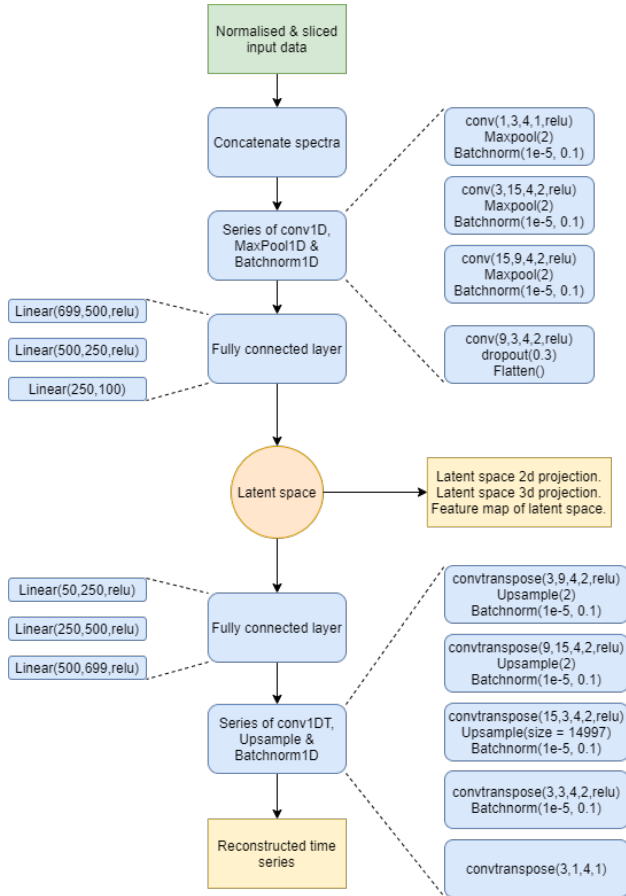 Normalised & sliced
input data
Concatenate spectra
Series of conv1D,
MaxPool1D &
Batchnorm1D
conv(1,3,4,1,relu)
Maxpool(2)
Batchnorm(1e-5, 0.1)
conv(3,15,4,2,relu)
Maxpool(2)
Batchnorm(1e-5, 0.1)
conv(15,9,4,2,relu)
Maxpool(2)
Batchnorm(1e-5, 0.1)
conv(9,3,4,2,relu)
dropout(0.3)
Flatten()
Linear(699,500,relu)
Linear(500,250,relu)
Linear(250,100)
Fully connected layer
Latent space
Latent space 2d projection.
Latent space 3d projection.
Feature map of latent space.
Linear(50,250,relu)
Linear(250,500,relu)
Linear(500,699,relu)
Fully connected layer
Series of conv1DT,
Upsample &
Batchnorm1D
convtranspose(3,9,4,2,relu)
Upsample(2)
Batchnorm(1e-5, 0.1)
convtranspose(9,15,4,2,relu)
Upsample(2)
Batchnorm(1e-5, 0.1)
convtranspose(15,3,4,2,relu)
Upsample(size = 14997)
Batchnorm(1e-5, 0.1)
convtranspose(3,3,4,2,relu)
Batchnorm(1e-5, 0.1)
convtranspose(3,1,4,1)
Reconstructed time
series